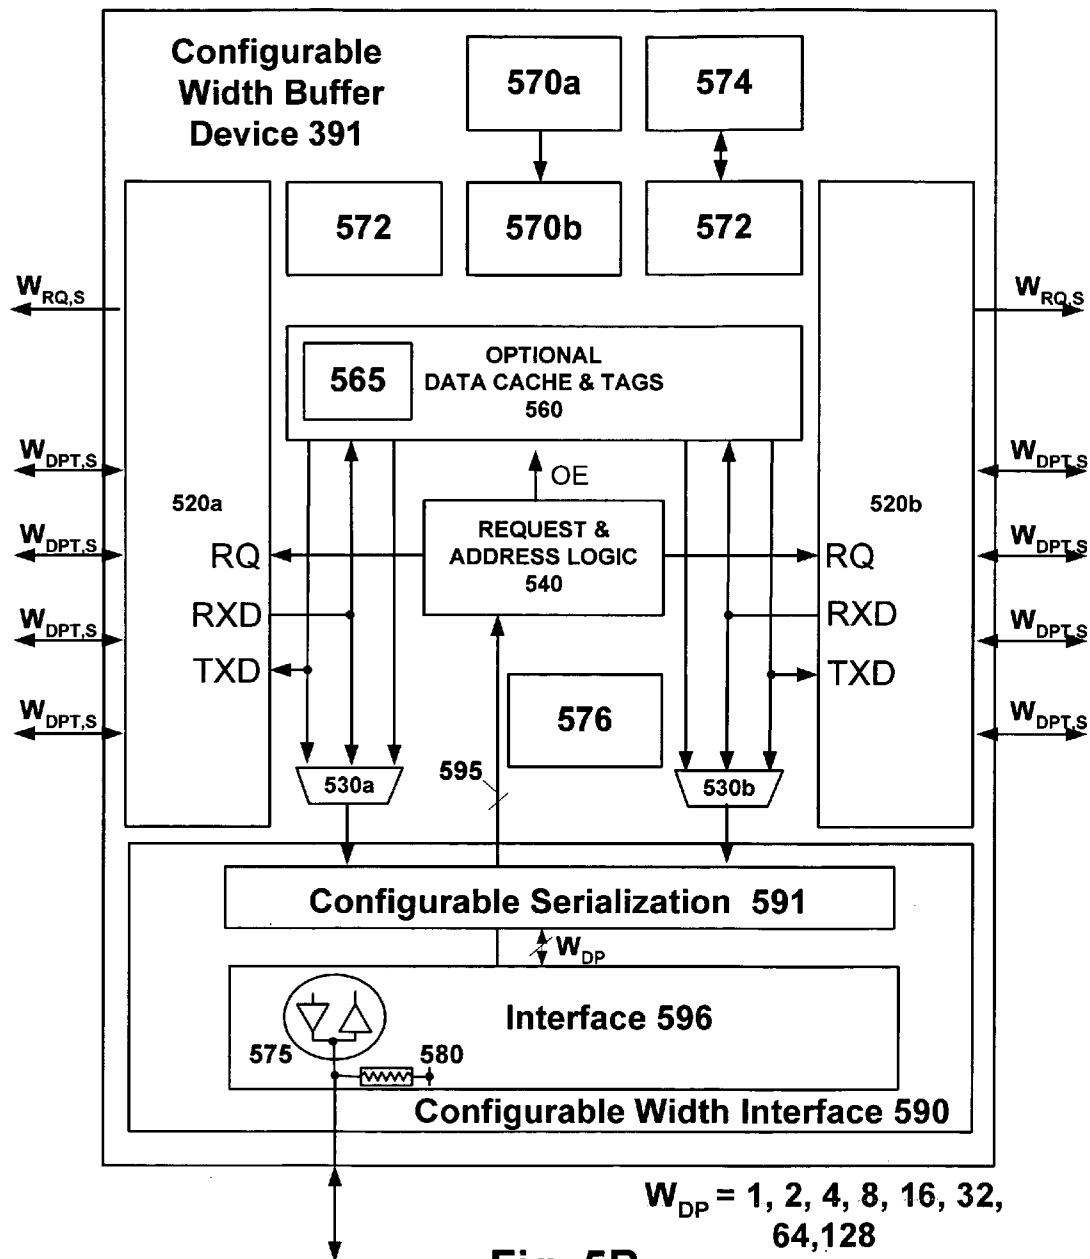 Configurable
Width Buffer
Device 391
570a
574
572
570b
572
W_RQ,S
W_RQ,S
565
OPTIONAL
DATA CACHE & TAGS
560
W_DPT,S
W_DPT,S
OE
520a
520b
REQUEST &
ADDRESS LOGIC
540
W_DPT,S
W_DPT,S
RQ
RQ
RXD
RXD
W_DPT,S
W_DPT,S
TXD
TXD
W_DPT,S
W_DPT,S
576
595
530a
530b
Configurable Serialization 591
W_DP
Interface 596
575
580
Configurable Width Interface 590
W_DP = 1, 2, 4, 8, 16, 32,
64,128
Fig. 5B